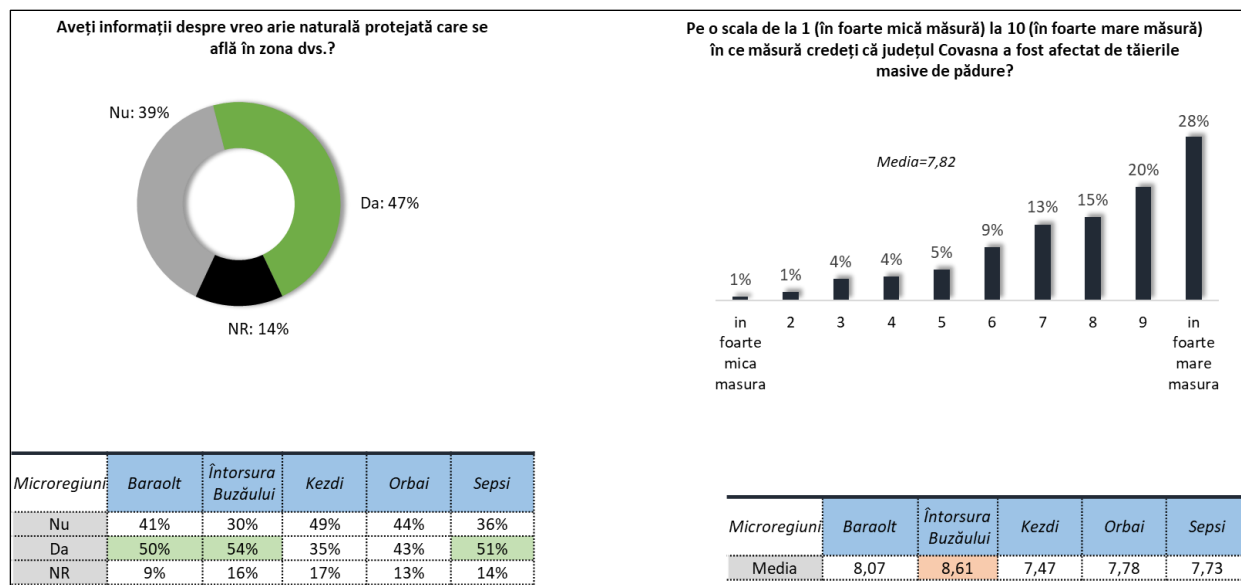 Aveți informații despre vreo arie naturală protejată care se
află în zona dvs.?
Nu: 39%
Da: 47%
NR: 14%
Microregiuni Baraolt Întorsura Buzăului Kezdi Orbai Sepsi
Nu 41% 30% 49% 44% 36%
Da 50% 54% 35% 43% 51%
NR 9% 16% 17% 13% 14%
Pe o scala de la 1 (în foarte mică măsură) la 10 (în foarte mare măsură)
în ce măsură credeți că județul Covasna a fost afectat de tăierile
masive de pădure?
Media=7,82
1% 1% 4% 4% 5% 9% 13% 15% 20% 28%
in foarte mica masura 2 3 4 5 6 7 8 9 in foarte mare masura
Microregiuni Baraolt Întorsura Buzăului Kezdi Orbai Sepsi
Media 8,07 8,61 7,47 7,78 7,73